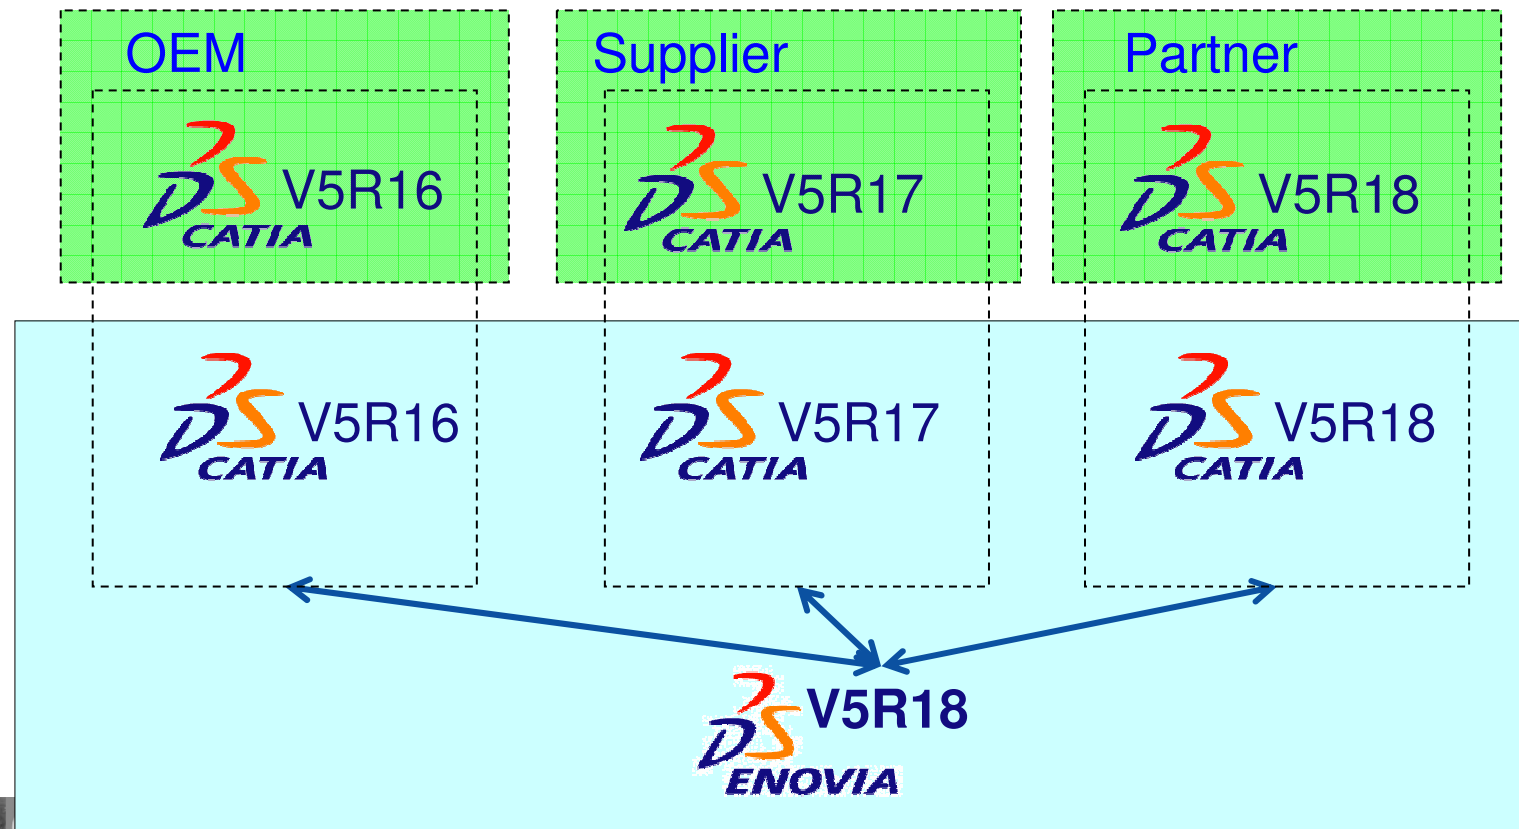 OEM
Supplier
Partner
V5R16
CATIA
V5R17
CATIA
V5R18
CATIA
V5R16
CATIA
V5R17
CATIA
V5R18
CATIA
V5R18
ENOVIA